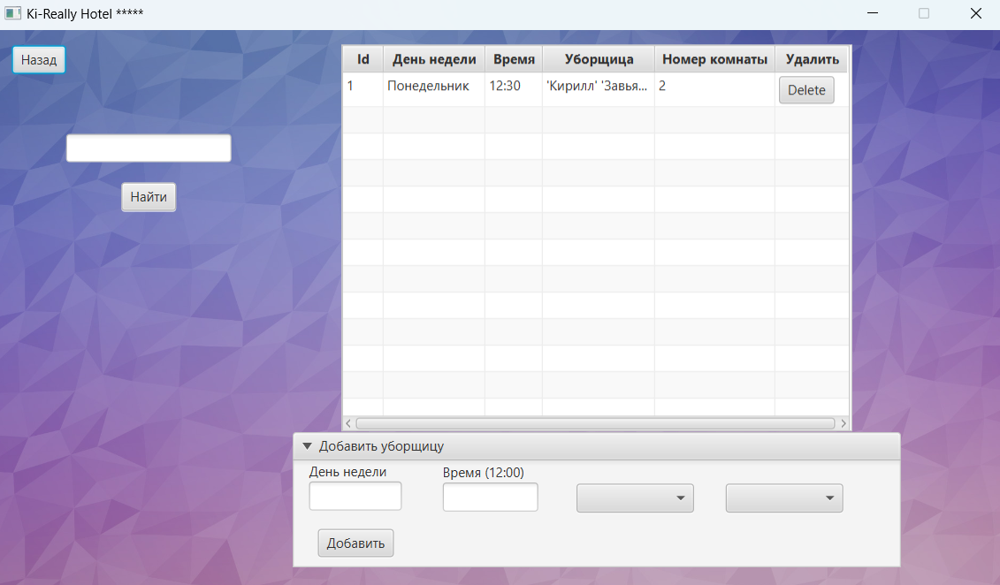 Ki-Really Hotel *****
Назад
Найти
Id День недели Время Уборщица Номер комнаты Удалить
1 Понедельник 12:30 'Кирилл' 'Завья... 2 Delete
Добавить уборщицу
День недели Время (12:00)
Добавить